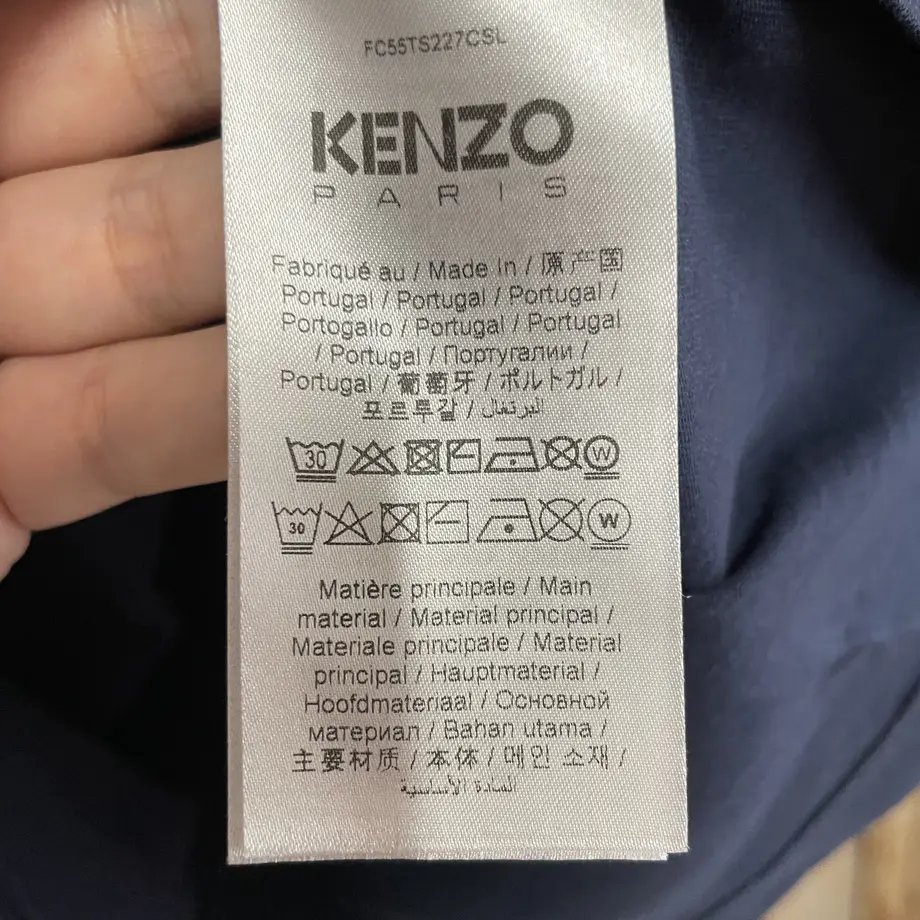 FC55TS227CSL
KENZO
PARIS
Fabriqué au / Made in / 原产国
Portugal / Portugal / Portugal /
Portogallo / Portugal / Portugal
/ Portugal / Португалии /
Portugal / 葡萄牙 / ポルトガル /
포르투갈 / البرتغال
30 W
30 W
Matière principale / Main
material / Material principal /
Materiale principale / Material
principal / Hauptmaterial /
Hoofdmateriaal / Основной
материал / Bahan utama /
主要材质 / 本体 / 메인 소재 /
المادة الأساسية